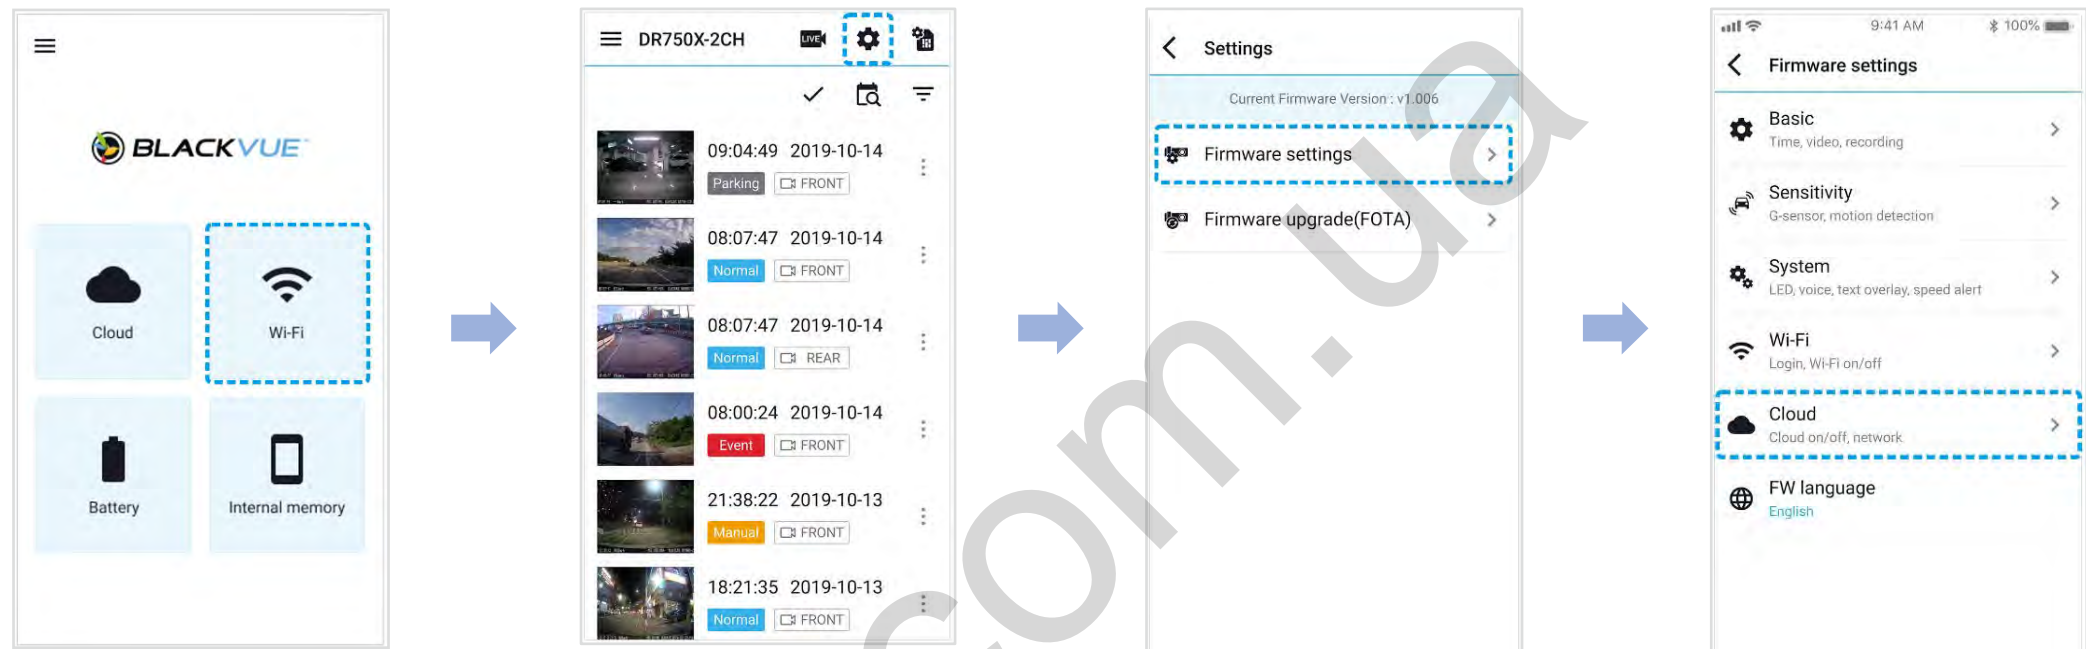 BLACKVUE
Cloud
Wi-Fi
Battery
Internal memory
DR750X-2CH
LIVE
09:04:49 2019-10-14
Parking FRONT
08:07:47 2019-10-14
Normal FRONT
08:07:47 2019-10-14
Normal REAR
08:00:24 2019-10-14
Event FRONT
21:38:22 2019-10-13
Manual FRONT
18:21:35 2019-10-13
Normal FRONT
Settings
Current Firmware Version : v1.006
Firmware settings
Firmware upgrade(FOTA)
9:41 AM
100%
Firmware settings
Basic
Time, video, recording
Sensitivity
G-sensor, motion detection
System
LED, voice, text overlay, speed alert
Wi-Fi
Login, Wi-Fi on/off
Cloud
Cloud on/off, network
FW language
English
com.ua